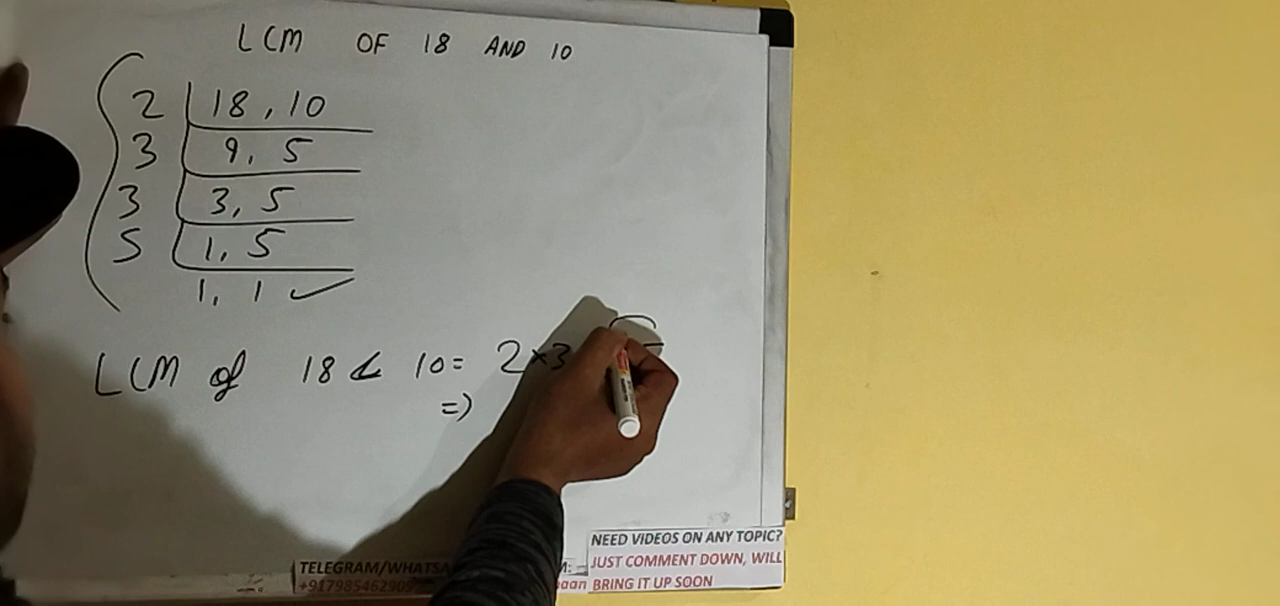 LCM OF 18 AND 10
2 18, 10
3 9, 5
3 3, 5
5 1, 5
1, 1 ✓
LCM of 18 & 10 = 2×3
=>
NEED VIDEOS ON ANY TOPIC?
JUST COMMENT DOWN, WILL
BRING IT UP SOON
TELEGRAM/WHATSA
M:
+917985462909
aan